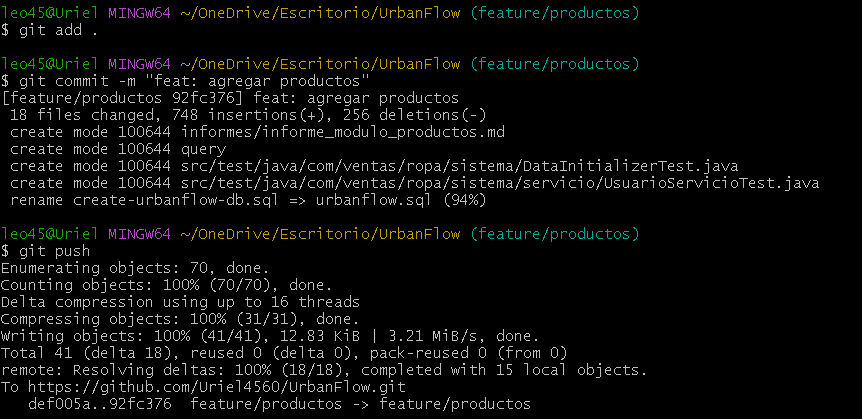 leo45@Uriel MINGW64 ~/OneDrive/Escritorio/UrbanFlow (feature/productos)
$ git add .
leo45@Uriel MINGW64 ~/OneDrive/Escritorio/UrbanFlow (feature/productos)
$ git commit -m "feat: agregar productos"
[feature/productos 92fc376] feat: agregar productos
 18 files changed, 748 insertions(+), 256 deletions(-)
 create mode 100644 informes/informe_modulo_productos.md
 create mode 100644 query
 create mode 100644 src/test/java/com/ventas/ropa/sistema/DataInitializerTest.java
 create mode 100644 src/test/java/com/ventas/ropa/sistema/servicio/UsuarioServicioTest.java
 rename create-urbanflow-db.sql => urbanflow.sql (94%)
leo45@Uriel MINGW64 ~/OneDrive/Escritorio/UrbanFlow (feature/productos)
$ git push
Enumerating objects: 70, done.
Counting objects: 100% (70/70), done.
Delta compression using up to 16 threads
Compressing objects: 100% (31/31), done.
Writing objects: 100% (41/41), 12.83 KiB | 3.21 MiB/s, done.
Total 41 (delta 18), reused 0 (delta 0), pack-reused 0 (from 0)
remote: Resolving deltas: 100% (18/18), completed with 15 local objects.
To https://github.com/Uriel4560/UrbanFlow.git
   def005a..92fc376  feature/productos -> feature/productos